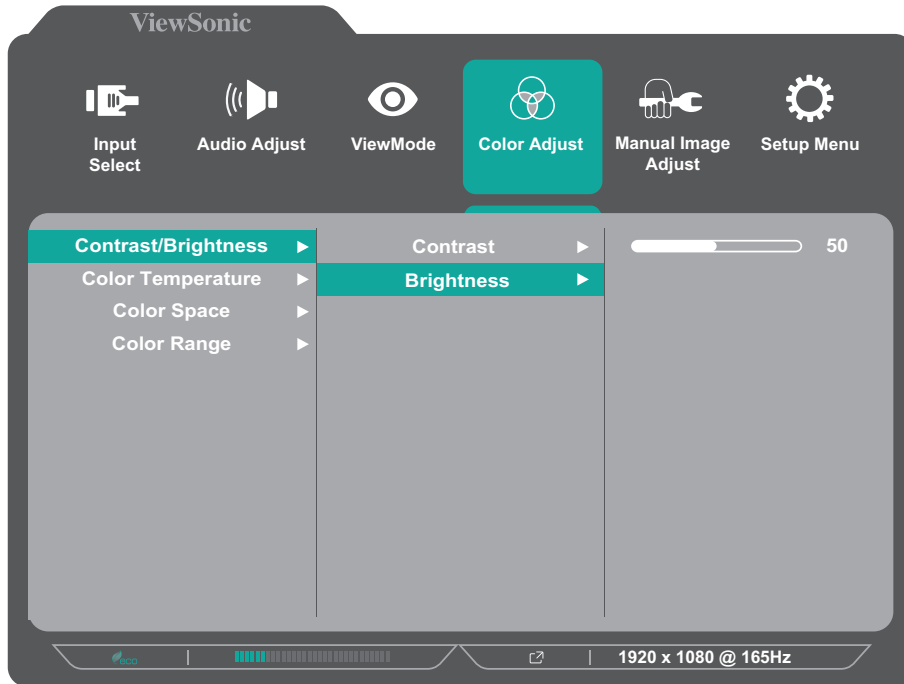 ViewSonic
Input
Select
Audio Adjust
ViewMode
Color Adjust
Manual Image
Adjust
Setup Menu
Contrast/Brightness
Contrast
50
Color Temperature
Brightness
Color Space
Color Range
eco
1920 x 1080 @ 165Hz